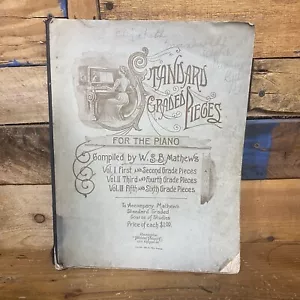 STANDARD
GRADED PIECES
FOR THE PIANO
Compiled by W.S.B. Mathews
Vol. I First and Second Grade Pieces
Vol. II Third and Fourth Grade Pieces
Vol. III Fifth and Sixth Grade Pieces
To Accompany Mathews
Standard Graded
Course of Studies
Price of each $1.00